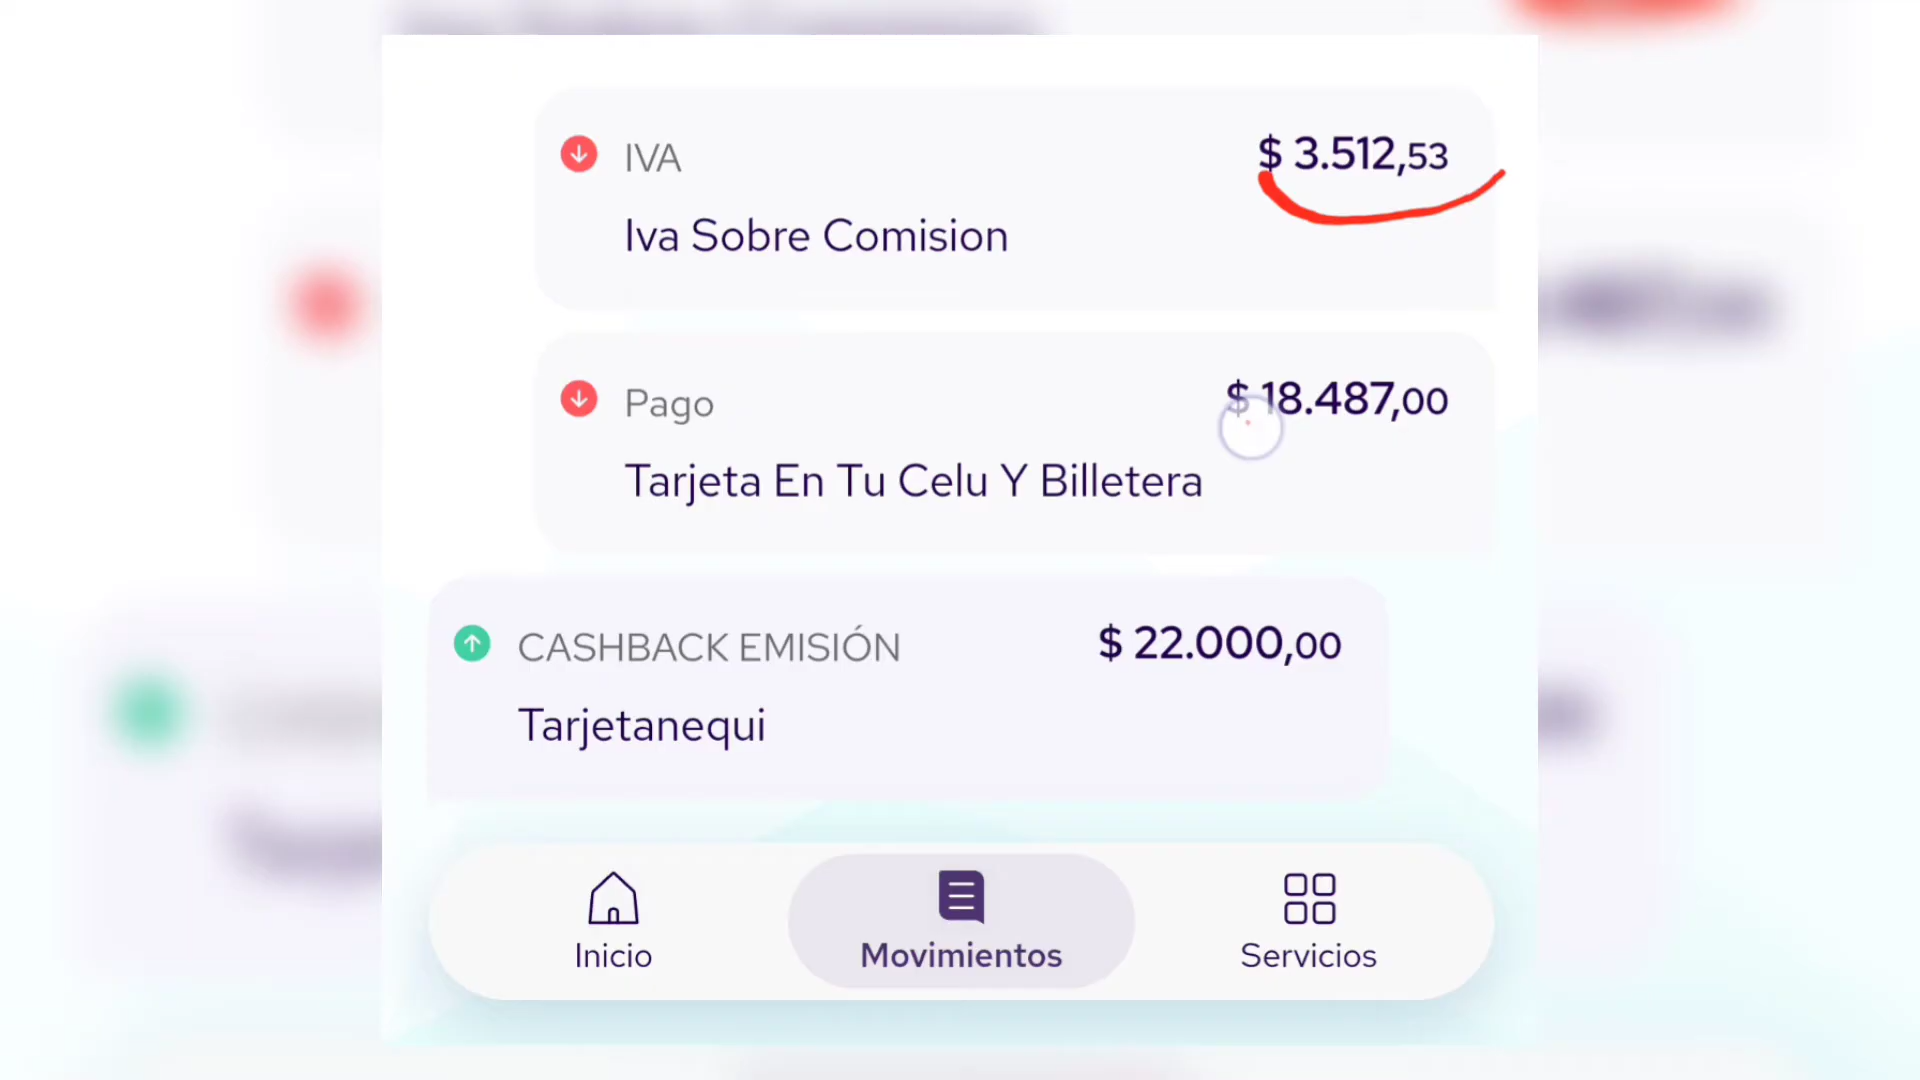 IVA
$ 3.512,53
Iva Sobre Comision
Pago
$ 18.487,00
Tarjeta En Tu Celu Y Billetera
CASHBACK EMISIÓN
$ 22.000,00
Tarjetanequi
Inicio
Movimientos
Servicios